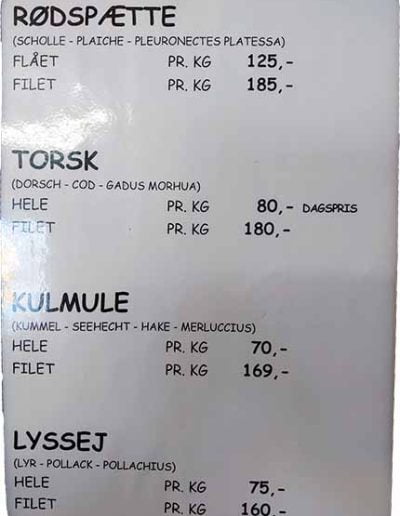 RØDSPÆTTE
(SCHOLLE - PLAICHE - PLEURONECTES PLATESSA)
FLÅET PR. KG 125,-
FILET PR. KG 185,-
TORSK
(DORSCH - COD - GADUS MORHUA)
HELE PR. KG 80,- DAGSPRIS
FILET PR. KG 180,-
KULMULE
(KUMMEL - SEEHECHT - HAKE - MERLUCCIUS)
HELE PR. KG 70,-
FILET PR. KG 169,-
LYSSEJ
(LYR - POLLACK - POLLACHIUS)
HELE PR. KG 75,-
FILET PR. KG 160,-